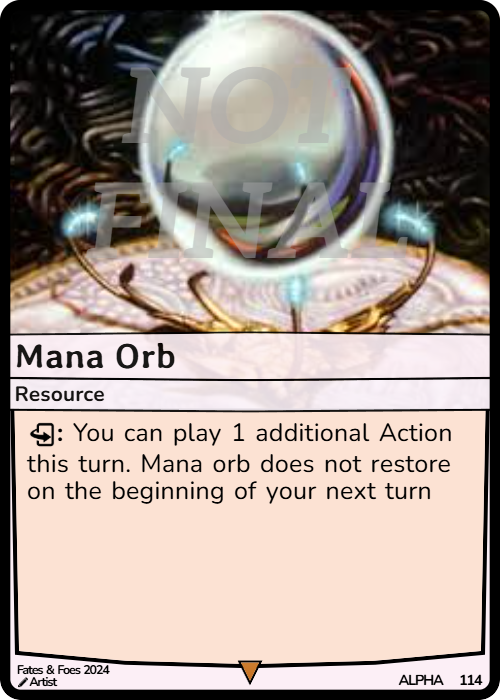 NOT
FINAL
Mana Orb
Resource
: You can play 1 additional Action
this turn. Mana orb does not restore
on the beginning of your next turn
Fates & Foes 2024
Artist
ALPHA 114